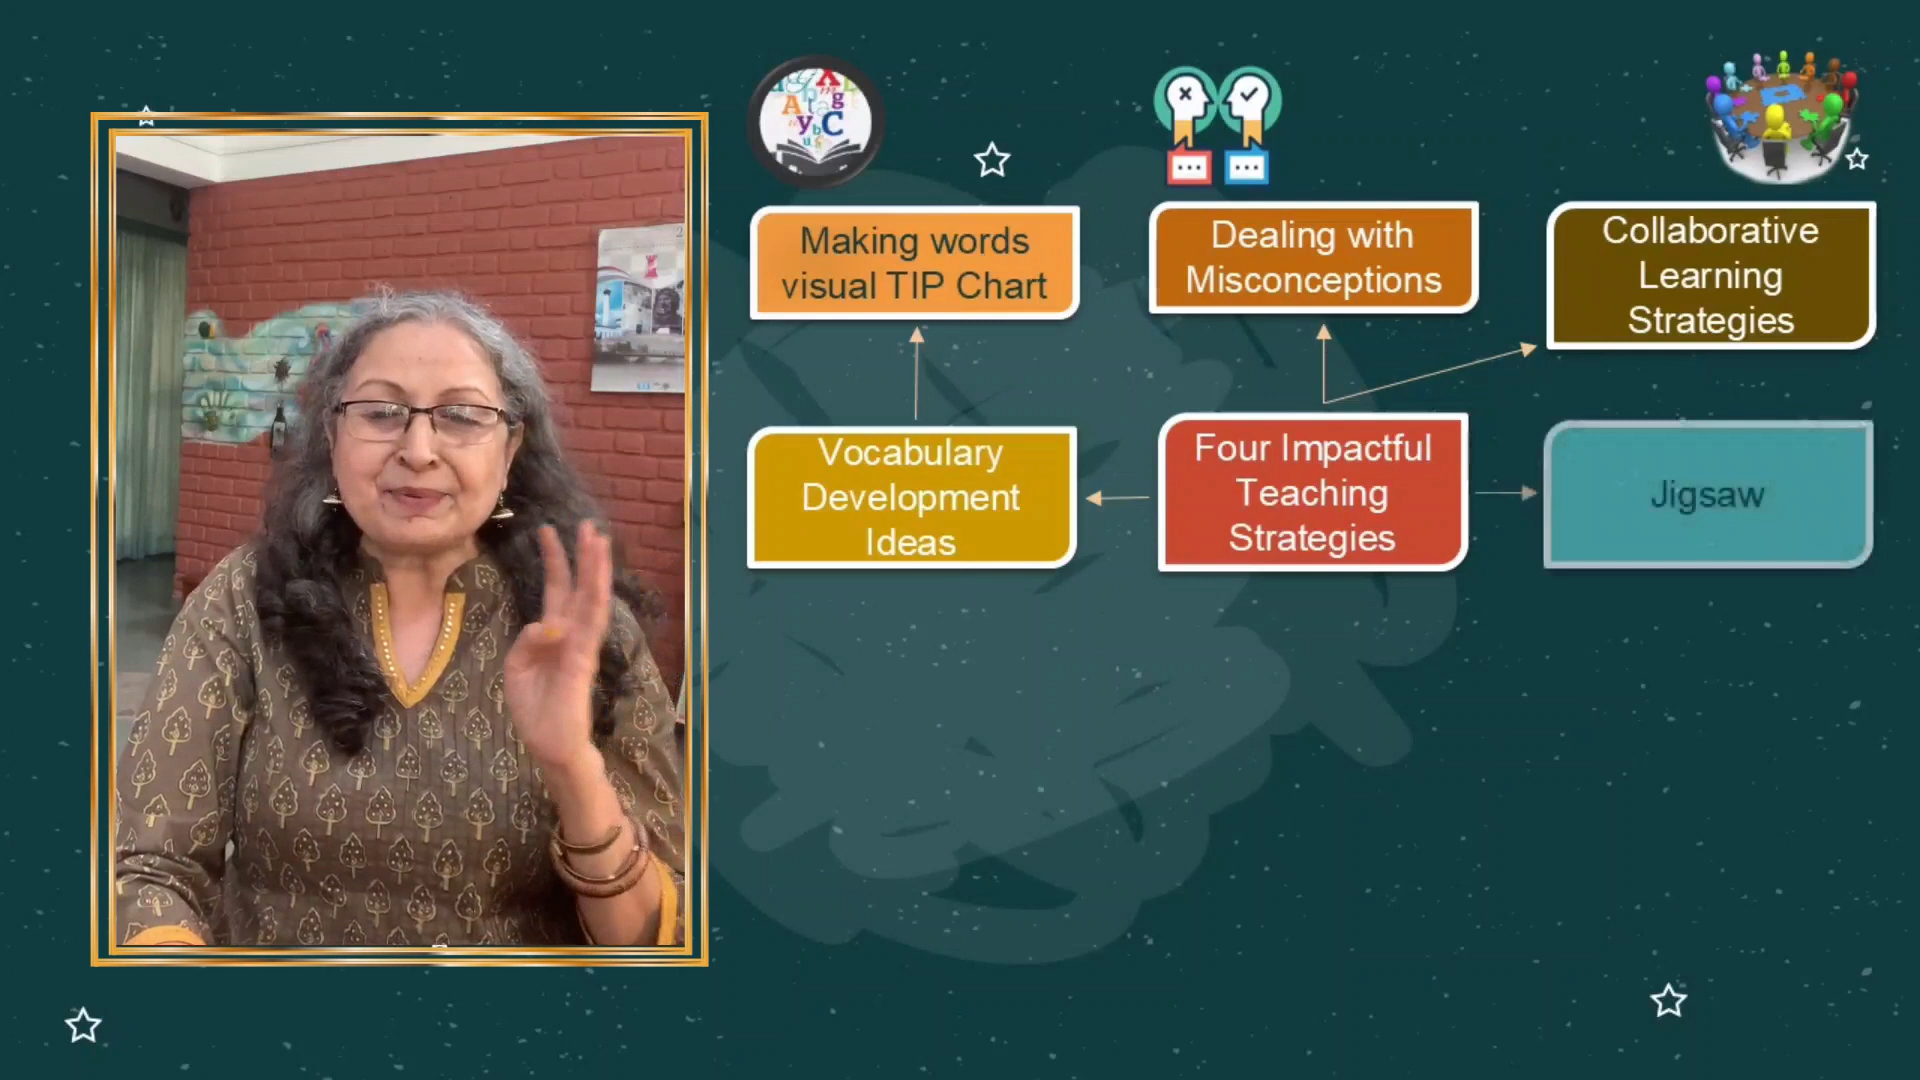 Making words
visual TIP Chart
Dealing with
Misconceptions
Collaborative
Learning
Strategies
Vocabulary
Development
Ideas
Four Impactful
Teaching
Strategies
Jigsaw